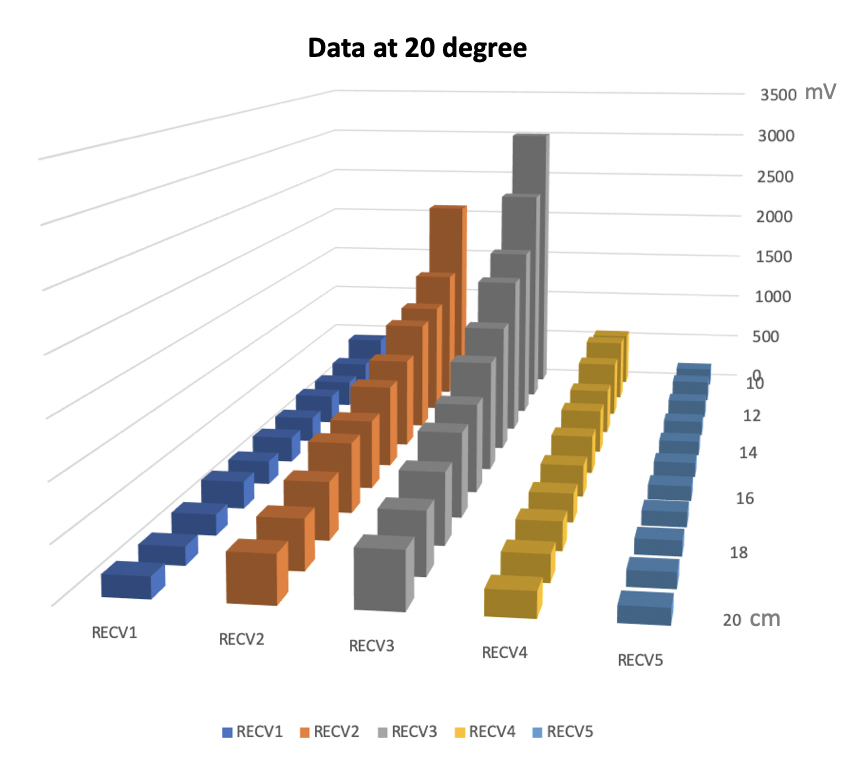 Data at 20 degree
3500 mV
3000
2500
2000
1500
1000
500
0
10
12
14
16
18
20 cm
RECV1
RECV2
RECV3
RECV4
RECV5
RECV1 RECV2 RECV3 RECV4 RECV5